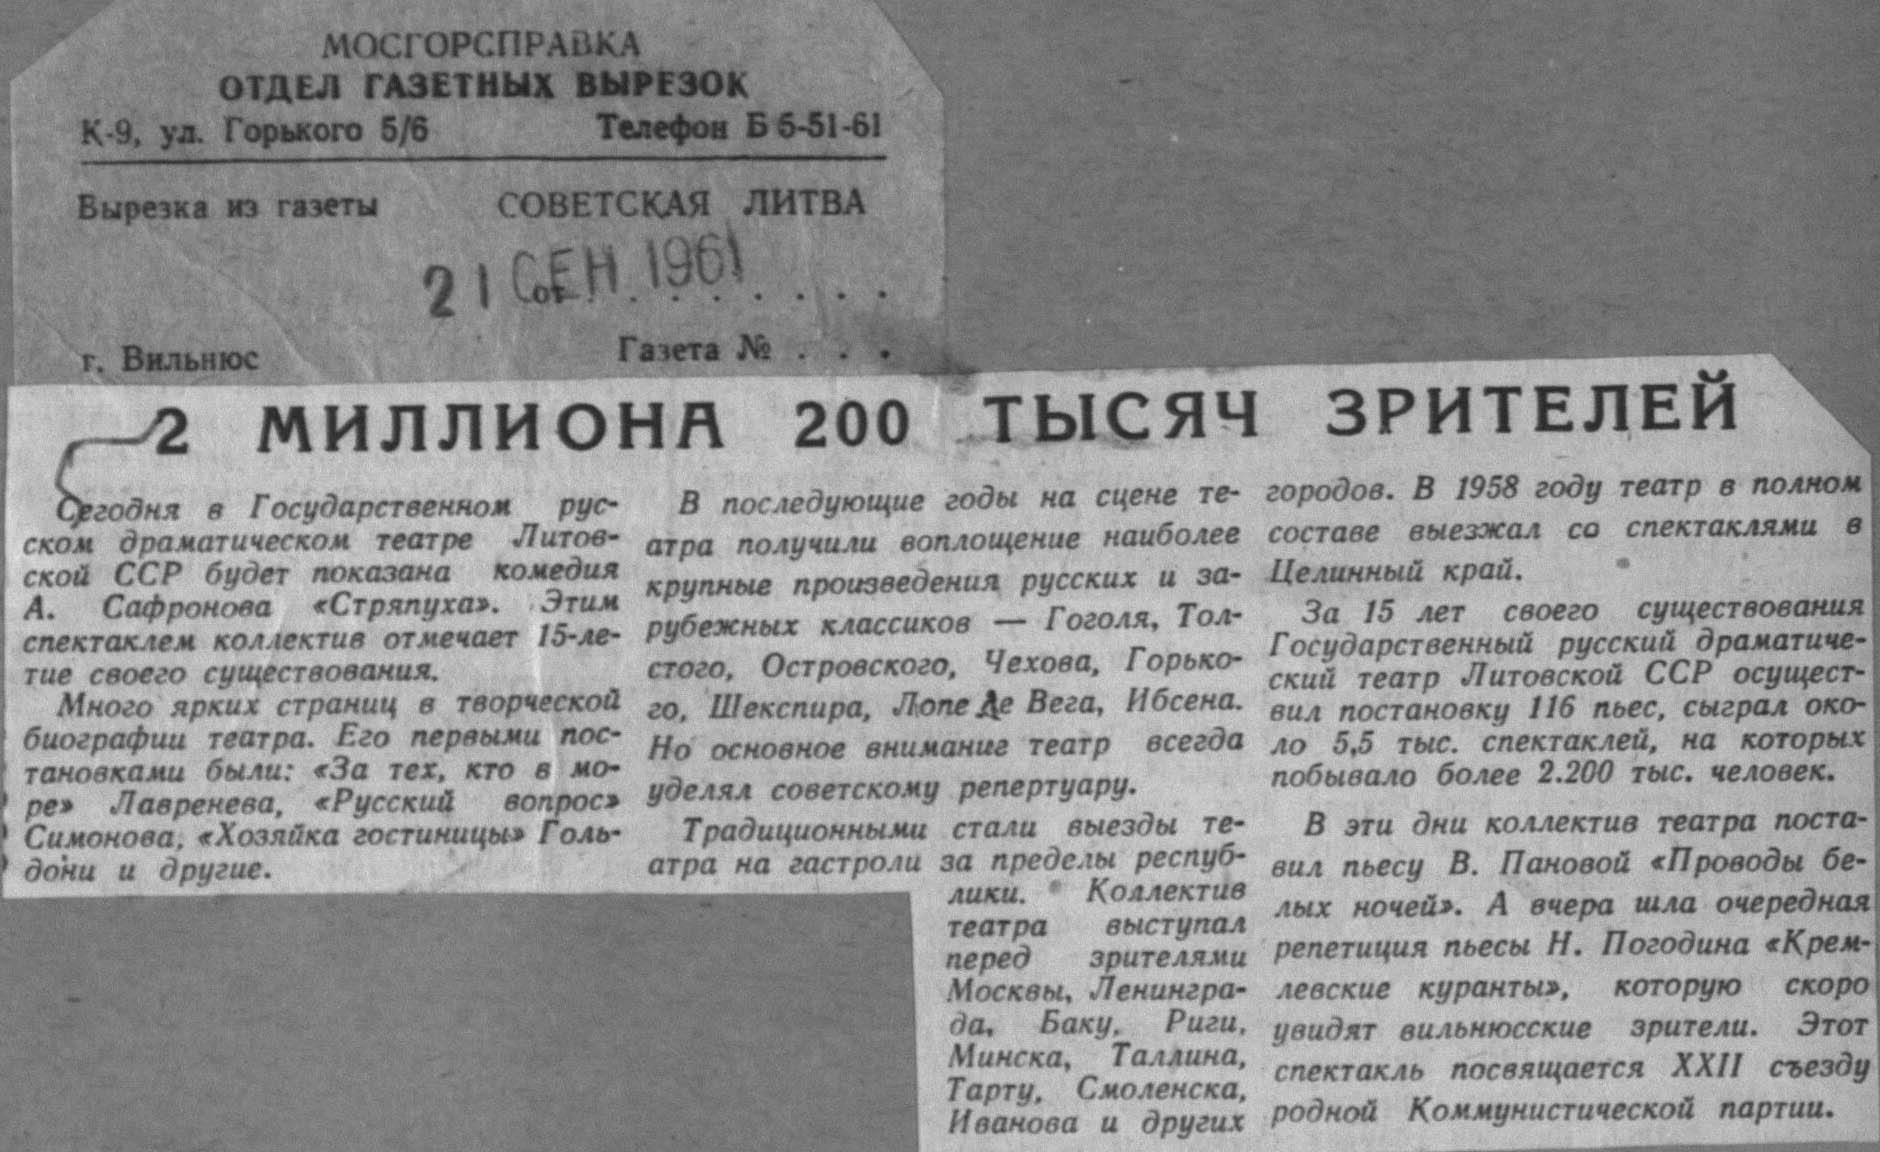 МОСГОРСПРАВКА
ОТДЕЛ ГАЗЕТНЫХ ВЫРЕЗОК
К-9, ул. Горького 5/6 Телефон Б 5-51-61
Вырезка из газеты СОВЕТСКАЯ ЛИТВА
21 СЕН 1961
от . . . . . . . .
г. Вильнюс Газета № . . .
2 МИЛЛИОНА 200 ТЫСЯЧ ЗРИТЕЛЕЙ
Сегодня в Государственном рус-
ском драматическом театре Литов-
ской ССР будет показана комедия
А. Сафронова «Стряпуха». Этим
спектаклем коллектив отмечает 15-ле-
тие своего существования.
Много ярких страниц в творческой
биографии театра. Его первыми пос-
тановками были: «За тех, кто в мо-
ре» Лавренева, «Русский вопрос»
Симонова, «Хозяйка гостиницы» Голь-
дони и другие.
В последующие годы на сцене те-
атра получили воплощение наиболее
крупные произведения русских и за-
рубежных классиков — Гоголя, Тол-
стого, Островского, Чехова, Горько-
го, Шекспира, Лопе де Вега, Ибсена.
Но основное внимание театр всегда
уделял советскому репертуару.
Традиционными стали выезды те-
атра на гастроли за пределы респуб-
лики. Коллектив
театра выступал
перед зрителями
Москвы, Ленингра-
да, Баку, Риги,
Минска, Таллина,
Тарту, Смоленска,
Иванова и других
городов. В 1958 году театр в полном
составе выезжал со спектаклями в
Целинный край.
За 15 лет своего существования
Государственный русский драматиче-
ский театр Литовской ССР осущест-
вил постановку 116 пьес, сыграл око-
ло 5,5 тыс. спектаклей, на которых
побывало более 2.200 тыс. человек.
В эти дни коллектив театра поста-
вил пьесу В. Пановой «Проводы бе-
лых ночей». А вчера шла очередная
репетиция пьесы Н. Погодина «Крем-
левские куранты», которую скоро
увидят вильнюсские зрители. Этот
спектакль посвящается XXII съезду
родной Коммунистической партии.